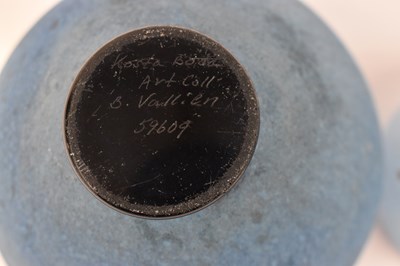 Kosta Boda
Art Coll
B. Vallien
59609